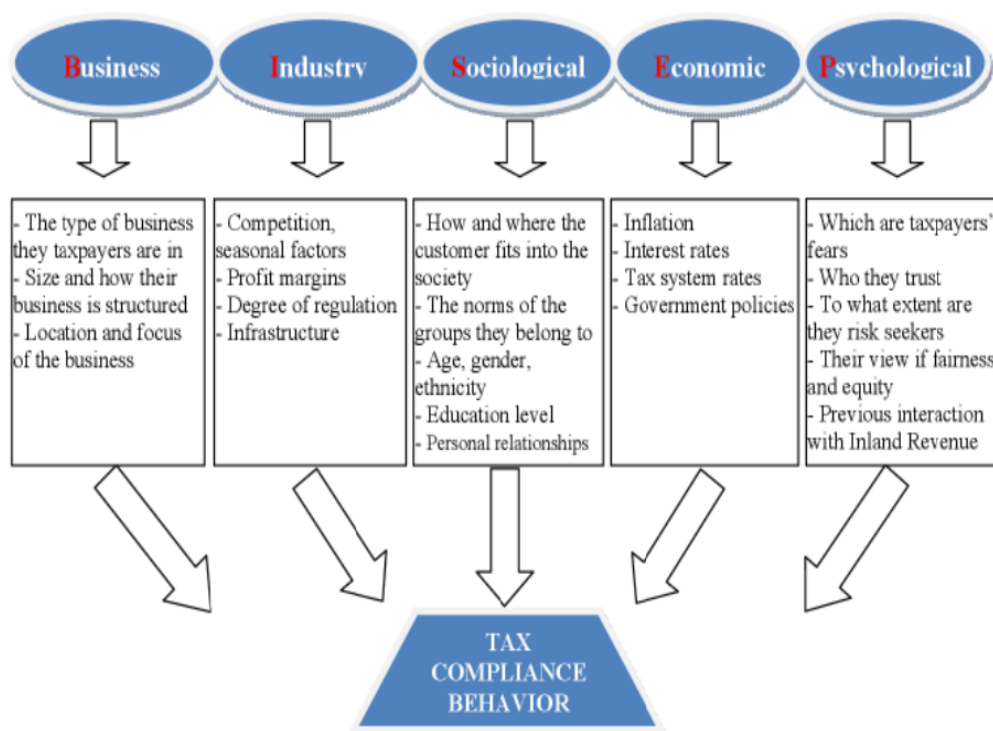 Business
Industry
Sociological
Economic
Psychological
- The type of business
they taxpayers are in
- Size and how their
business is structured
- Location and focus
of the business
- Competition,
seasonal factors
- Profit margins
- Degree of regulation
- Infrastructure
- How and where the
customer fits into the
society
- The norms of the
groups they belong to
- Age, gender,
ethnicity
- Education level
- Personal relationships
- Inflation
- Interest rates
- Tax system rates
- Government policies
- Which are taxpayers'
fears
- Who they trust
- To what extent are
they risk seekers
- Their view if fairness
and equity
- Previous interaction
with Inland Revenue
TAX
COMPLIANCE
BEHAVIOR